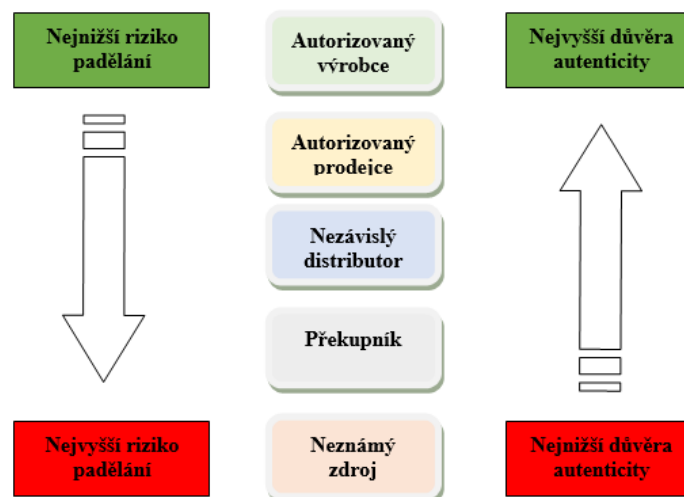 Nejnižší riziko
padělání
Autorizovaný
výrobce
Nejvyšší důvěra
autenticity
Autorizovaný
prodejce
Nezávislý
distributor
Překupník
Nejvyšší riziko
padělání
Neznámý
zdroj
Nejnižší důvěra
autenticity